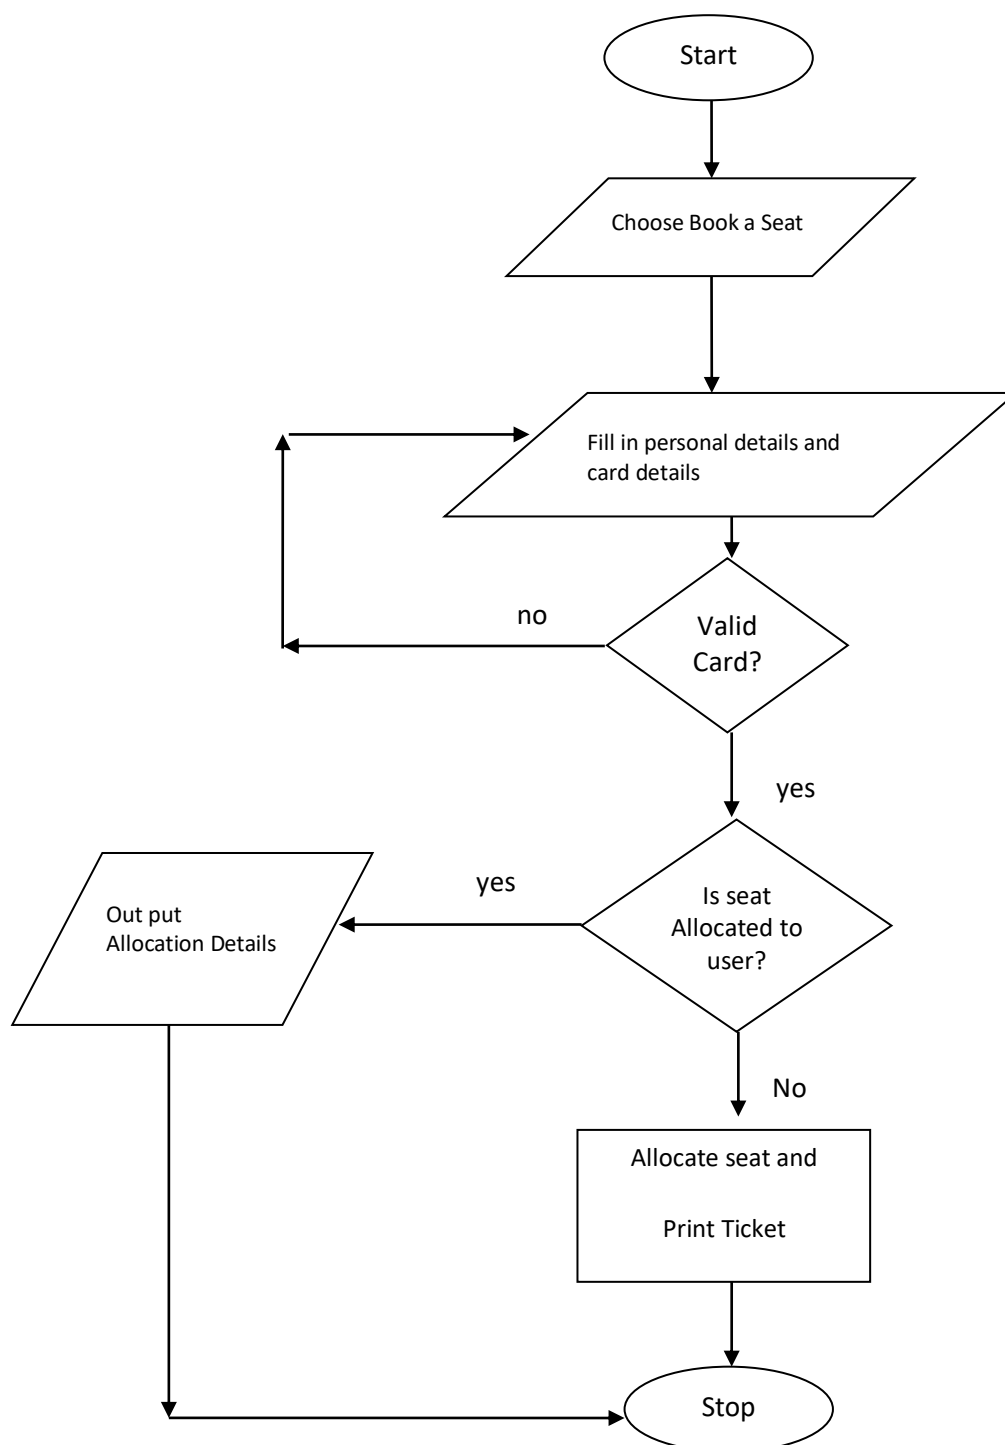 Start
Choose Book a Seat
Fill in personal details and
card details
no
Valid
Card?
yes
yes
Is seat
Allocated to
user?
Out put
Allocation Details
No
Allocate seat and
Print Ticket
Stop